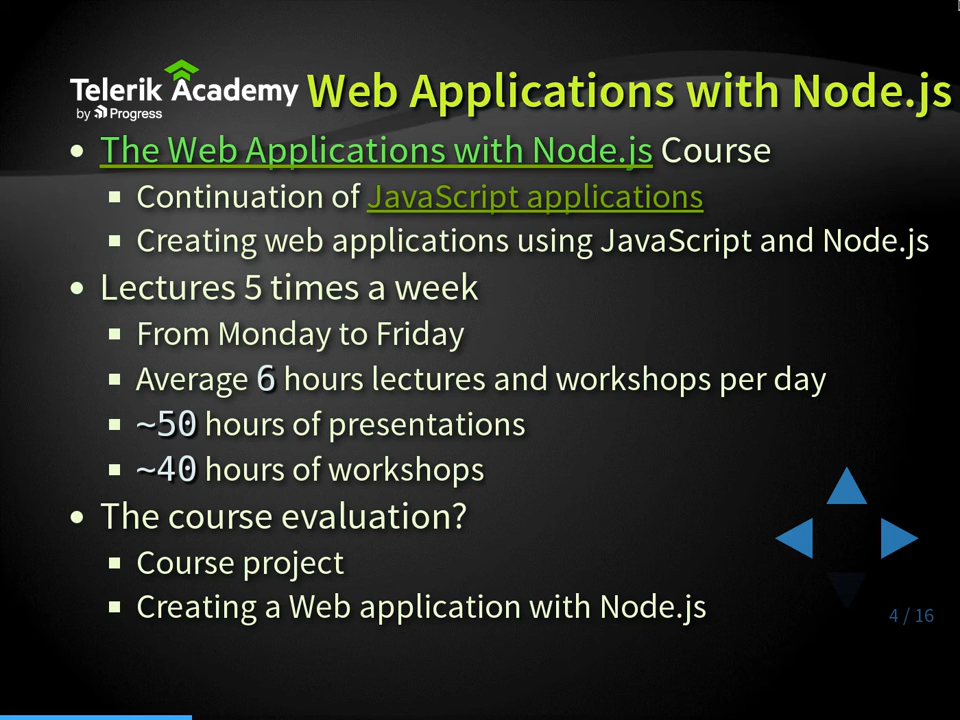 Telerik Academy
by Progress
Web Applications with Node.js
• The Web Applications with Node.js Course
▪ Continuation of JavaScript applications
▪ Creating web applications using JavaScript and Node.js
• Lectures 5 times a week
▪ From Monday to Friday
▪ Average 6 hours lectures and workshops per day
▪ ~50 hours of presentations
▪ ~40 hours of workshops
• The course evaluation?
▪ Course project
▪ Creating a Web application with Node.js
4 / 16